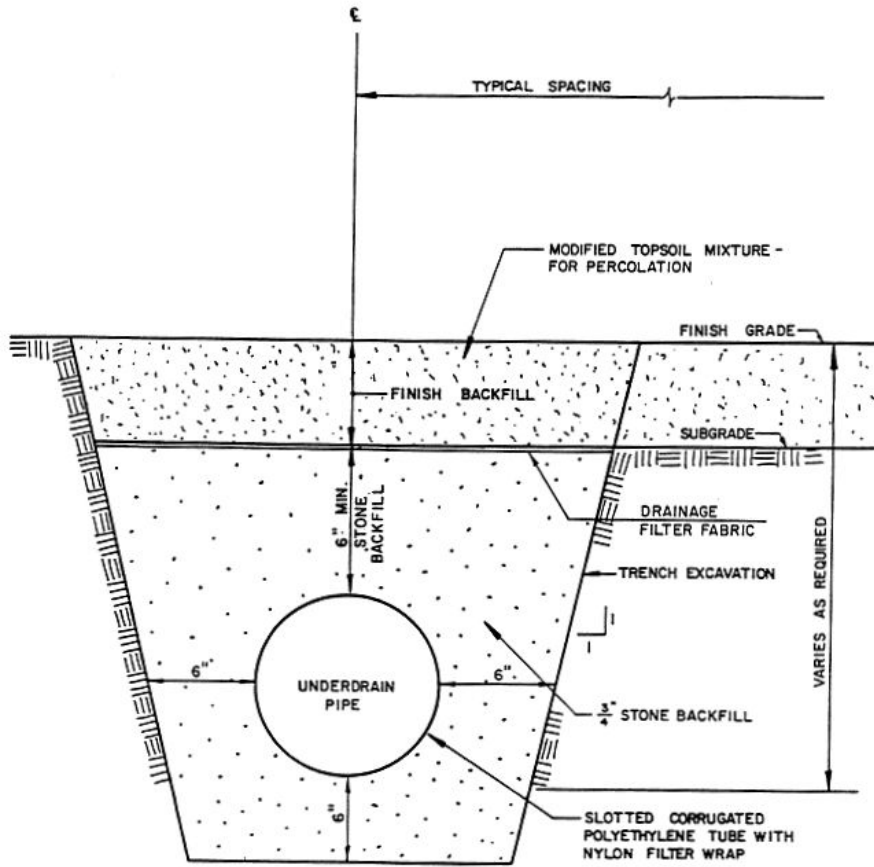 ℄
TYPICAL SPACING
MODIFIED TOPSOIL MIXTURE -
FOR PERCOLATION
FINISH GRADE
FINISH BACKFILL
SUBGRADE
6" MIN.
STONE
BACKFILL
DRAINAGE
FILTER FABRIC
TRENCH EXCAVATION
VARIES AS REQUIRED
1
1
6"
6"
UNDERDRAIN
PIPE
3/4" STONE BACKFILL
6"
SLOTTED CORRUGATED
POLYETHYLENE TUBE WITH
NYLON FILTER WRAP